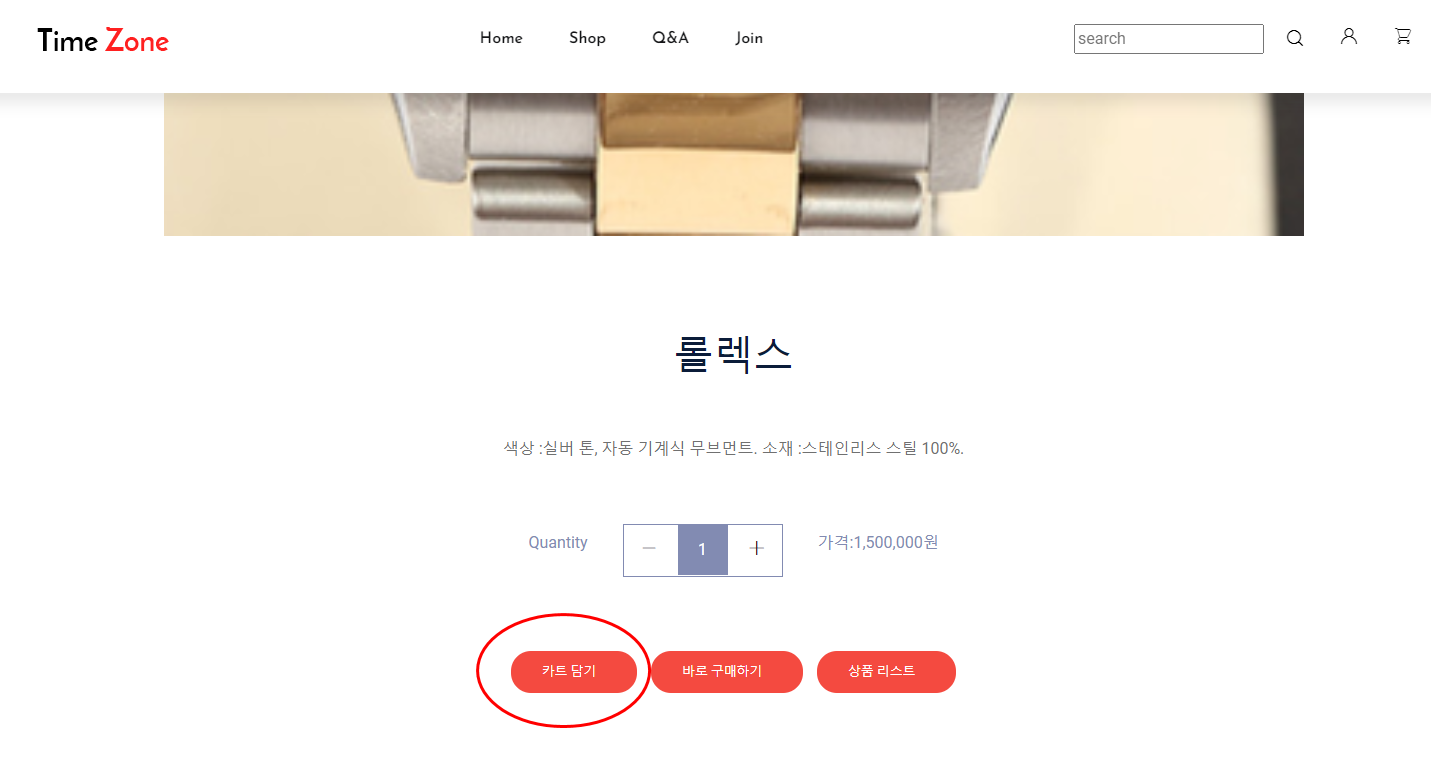 Time Zone Home Shop Q&A Join search
롤렉스
색상 :실버 톤, 자동 기계식 무브먼트. 소재 :스테인리스 스틸 100%.
Quantity − 1 + 가격:1,500,000원
카트 담기 바로 구매하기 상품 리스트